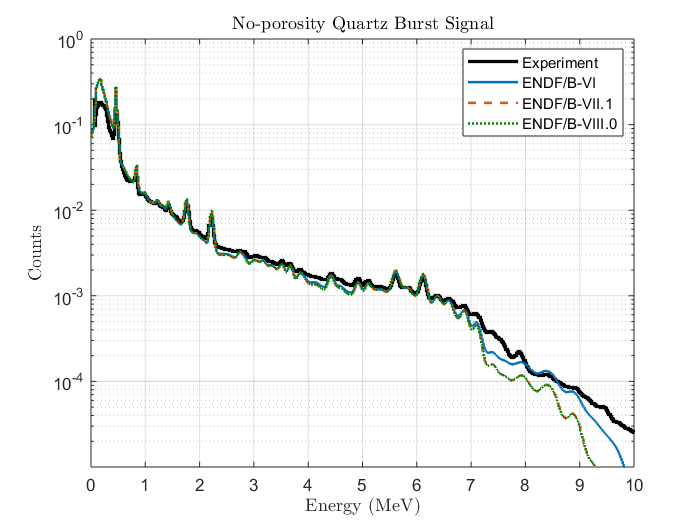 No-porosity Quartz Burst Signal
10^0
10^-1
10^-2
10^-3
10^-4
Counts
Experiment
ENDF/B-VI
ENDF/B-VII.1
ENDF/B-VIII.0
0 1 2 3 4 5 6 7 8 9 10
Energy (MeV)